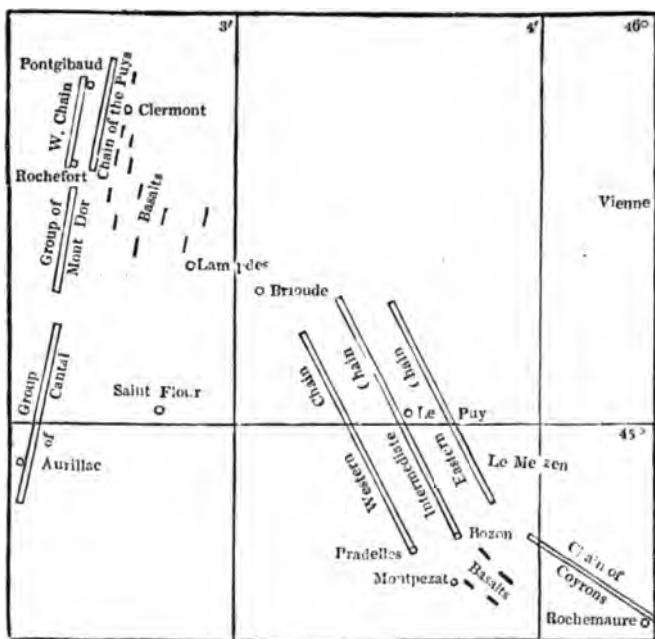 3′
4′
46°
Pontgibaud
W. Chain
Chain of the Puys
Clermont
Rochefort
Group of
Mont Dor
Basalts
Vienne
Brioude
Group
of
Cantal
Saint Flour
Aurillac
Western
Chain
Intermediate
Chain
Eastern
Chain
Le Puy
45°
Le Mezen
Pradelles
Bozon
Montpezat
Basalts
Chain of
Coyrons
Rochemaure